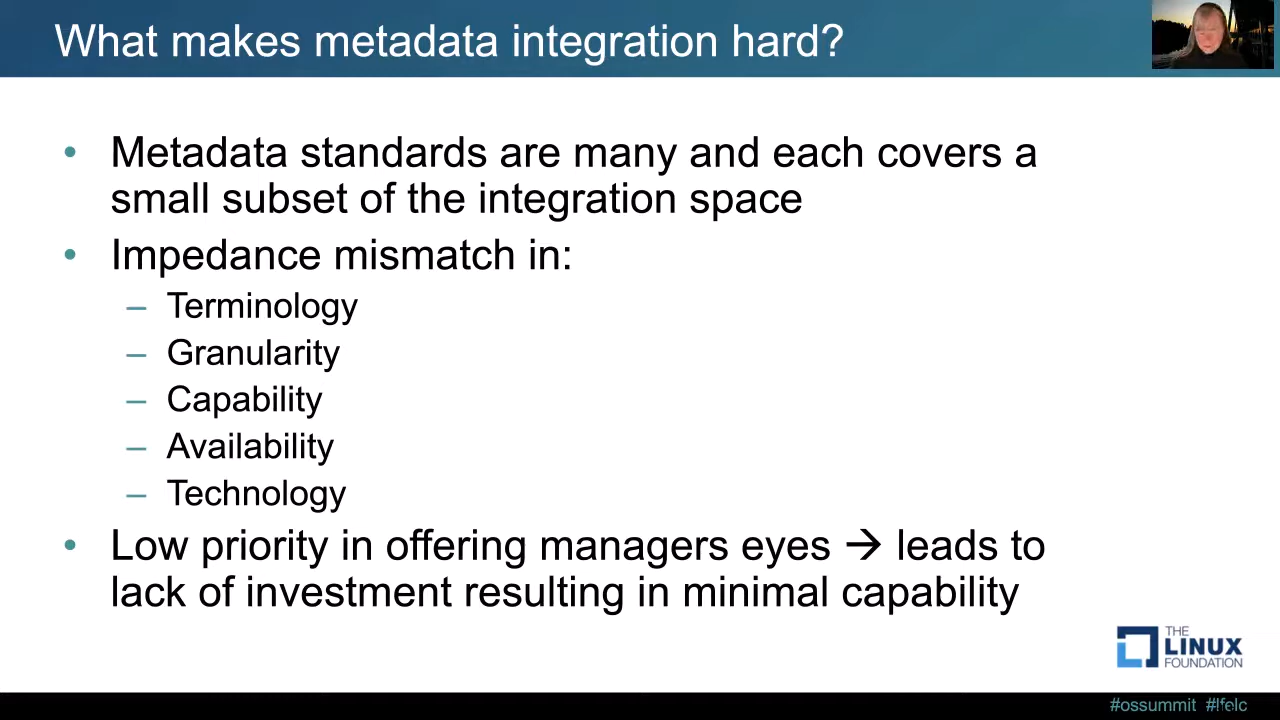 What makes metadata integration hard?
• Metadata standards are many and each covers a
small subset of the integration space
• Impedance mismatch in:
– Terminology
– Granularity
– Capability
– Availability
– Technology
• Low priority in offering managers eyes → leads to
lack of investment resulting in minimal capability
THE
LINUX
FOUNDATION
#ossummit #lfelc